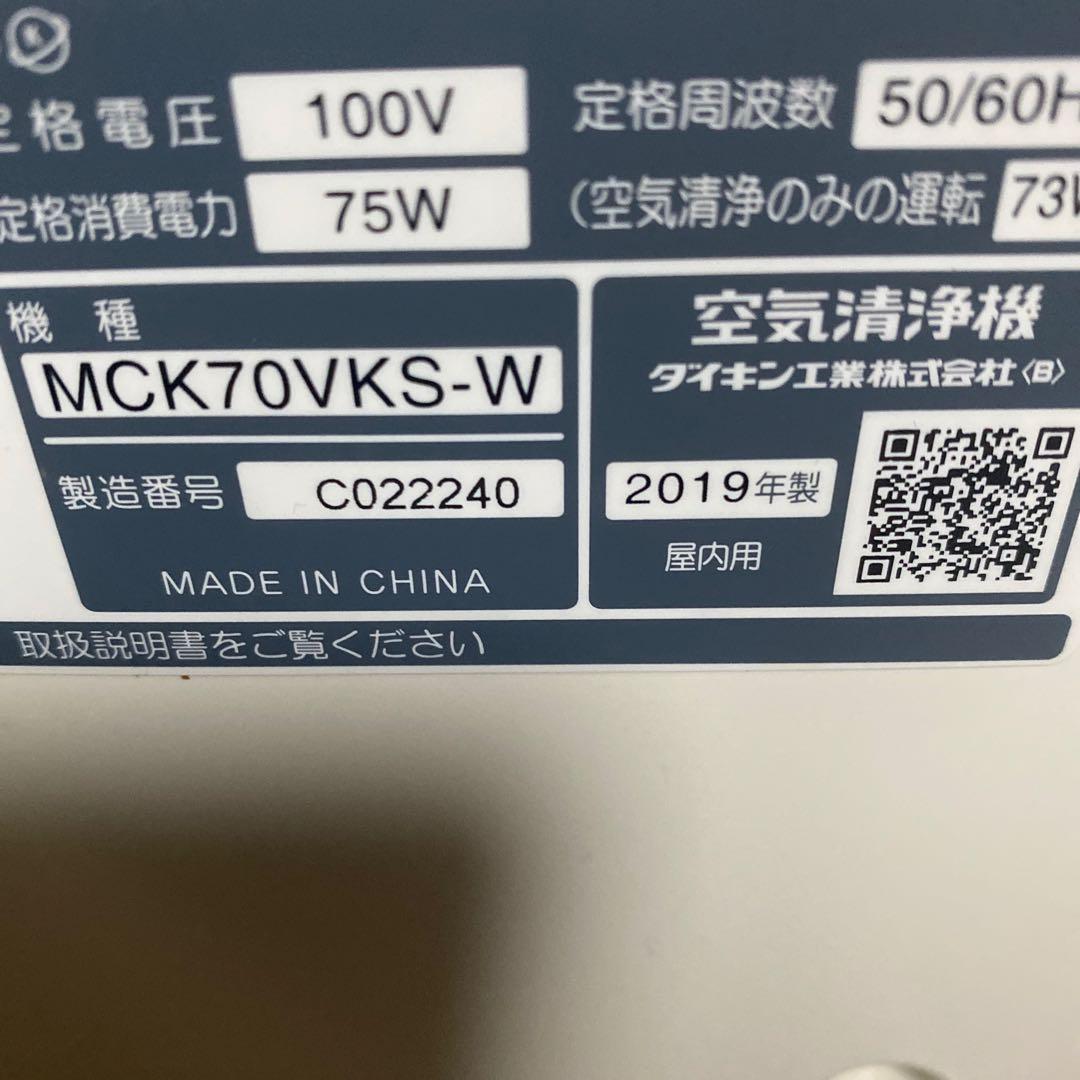 定格電圧 100V 定格周波数 50/60H
定格消費電力 75W (空気清浄のみの運転 73W
機 種
MCK70VKS-W
製造番号 C022240
MADE IN CHINA
空気清浄機
ダイキン工業株式会社〈B〉
2019年製
屋内用
取扱説明書をご覧ください